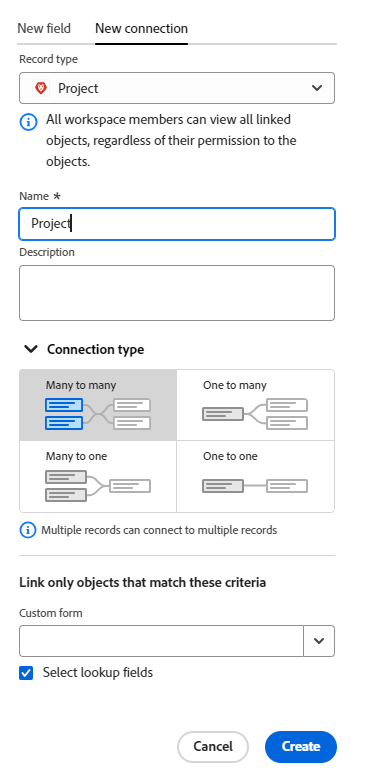 New field New connection
Record type
Project
All workspace members can view all linked
objects, regardless of their permission to the
objects.
Name *
Project
Description
Connection type
Many to many One to many
Many to one One to one
Multiple records can connect to multiple records
Link only objects that match these criteria
Custom form
Select lookup fields
Cancel Create